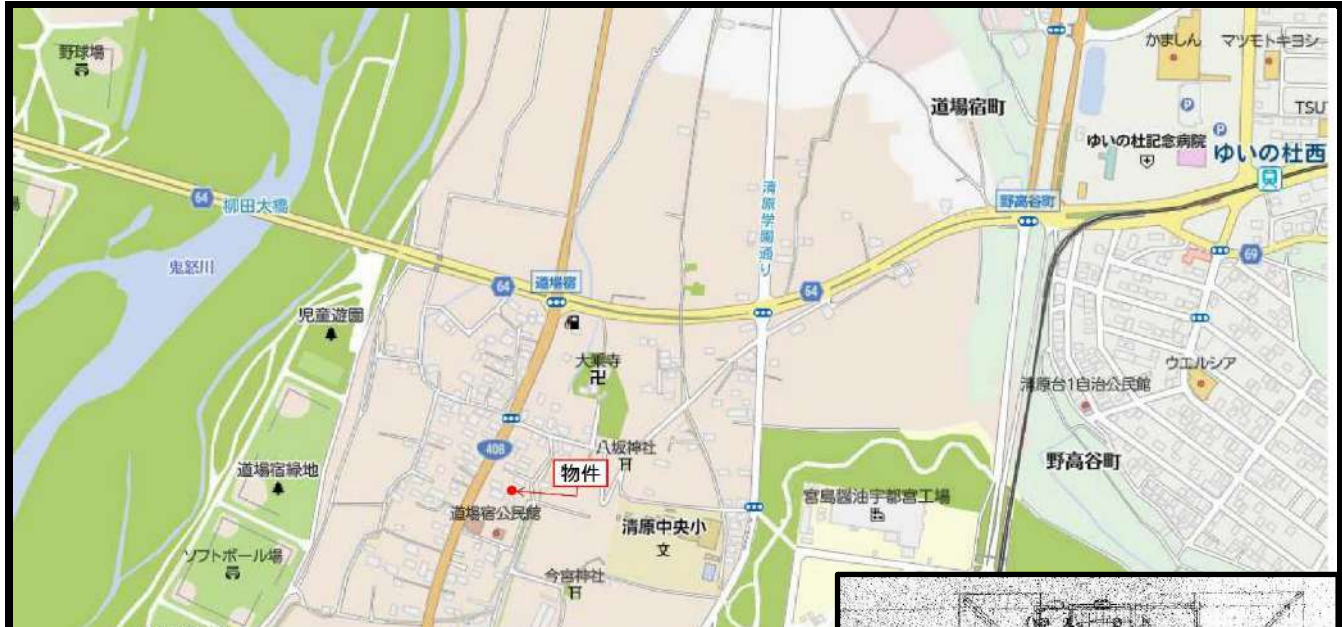 かましん
マツモトキヨシ
野球場
道場宿町
TSU
ゆいの杜記念病院
ゆいの杜西
清原学園通り
64
柳田大橋
野高谷町
鬼怒川
69
64
道場宿
64
児童遊園
大乗寺
ウエルシア
清原台1自治公民館
408
八坂神社
物件
野高谷町
道場宿緑地
宮島醤油宇都宮工場
道場宿公民館
清原中央小
文
ソフトボール場
今宮神社